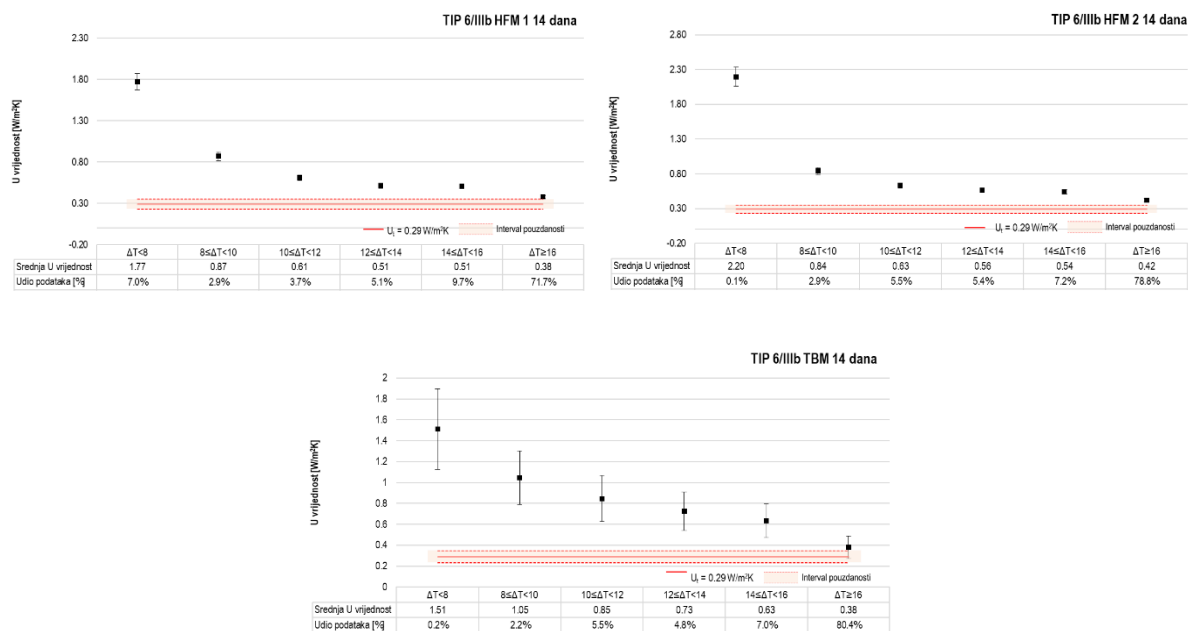 TIP 6/IIIb HFM 1 14 dana
2.30
1.80
1.30
0.80
0.30
-0.20
U vrijednost [W/m²K]
U₁ = 0.29 W/m²K Interval pouzdanosti
ΔT<8 8≤ΔT<10 10≤ΔT<12 12≤ΔT<14 14≤ΔT<16 ΔT≥16
Srednja U vrijednost 1.77 0.87 0.61 0.51 0.51 0.38
Udio podataka [%] 7.0% 2.9% 3.7% 5.1% 9.7% 71.7%
TIP 6/IIIb HFM 2 14 dana
2.80
2.30
1.80
1.30
0.80
0.30
-0.20
U vrijednost [W/m²K]
U₁ = 0.29 W/m²K Interval pouzdanosti
ΔT<8 8≤ΔT<10 10≤ΔT<12 12≤ΔT<14 14≤ΔT<16 ΔT≥16
Srednja U vrijednost 2.20 0.84 0.63 0.56 0.54 0.42
Udio podataka [%] 0.1% 2.9% 5.5% 5.4% 7.2% 78.8%
TIP 6/IIIb TBM 14 dana
2
1.8
1.6
1.4
1.2
1
0.8
0.6
0.4
0.2
0
U vrijednost [W/m²K]
U₁ = 0.29 W/m²K Interval pouzdanosti
ΔT<8 8≤ΔT<10 10≤ΔT<12 12≤ΔT<14 14≤ΔT<16 ΔT≥16
Srednja U vrijednost 1.51 1.05 0.85 0.73 0.63 0.38
Udio podataka [%] 0.2% 2.2% 5.5% 4.8% 7.0% 80.4%